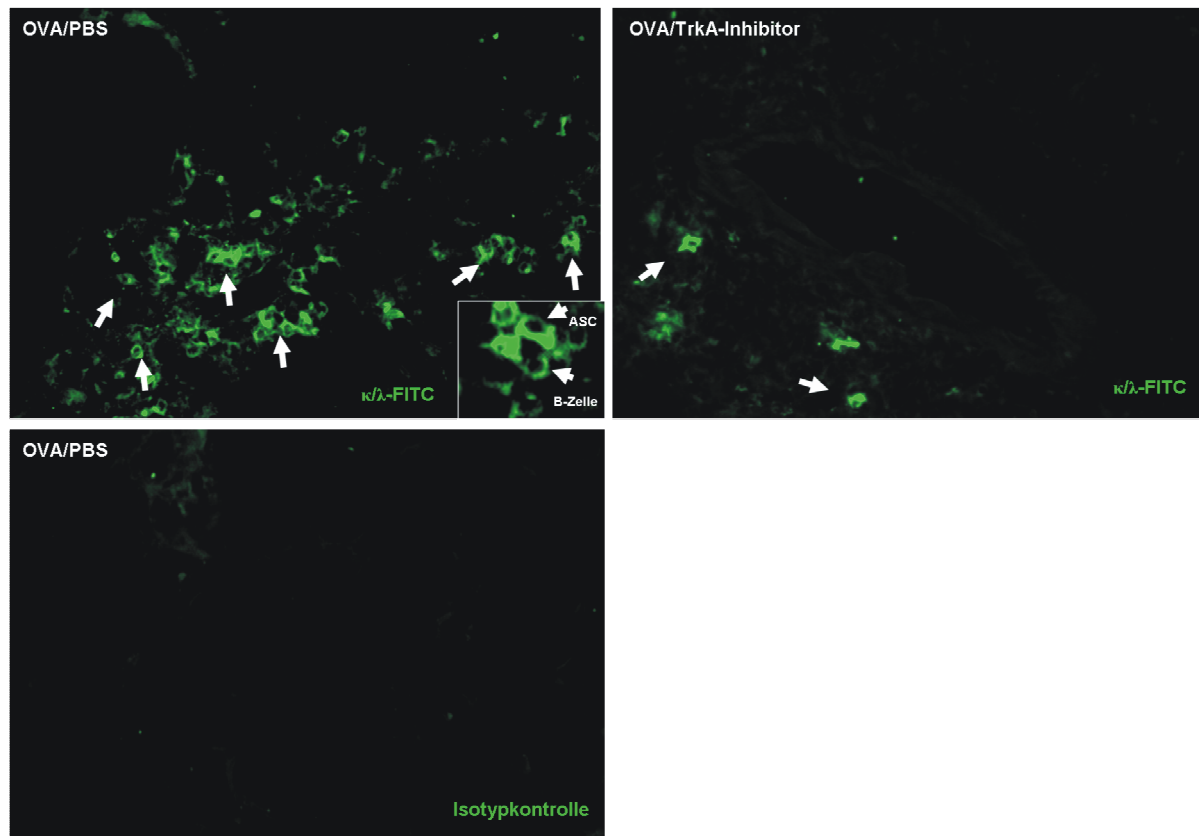 OVA/PBS
ASC
B-Zelle
κ/λ-FITC
OVA/TrkA-Inhibitor
κ/λ-FITC
OVA/PBS
Isotypkontrolle